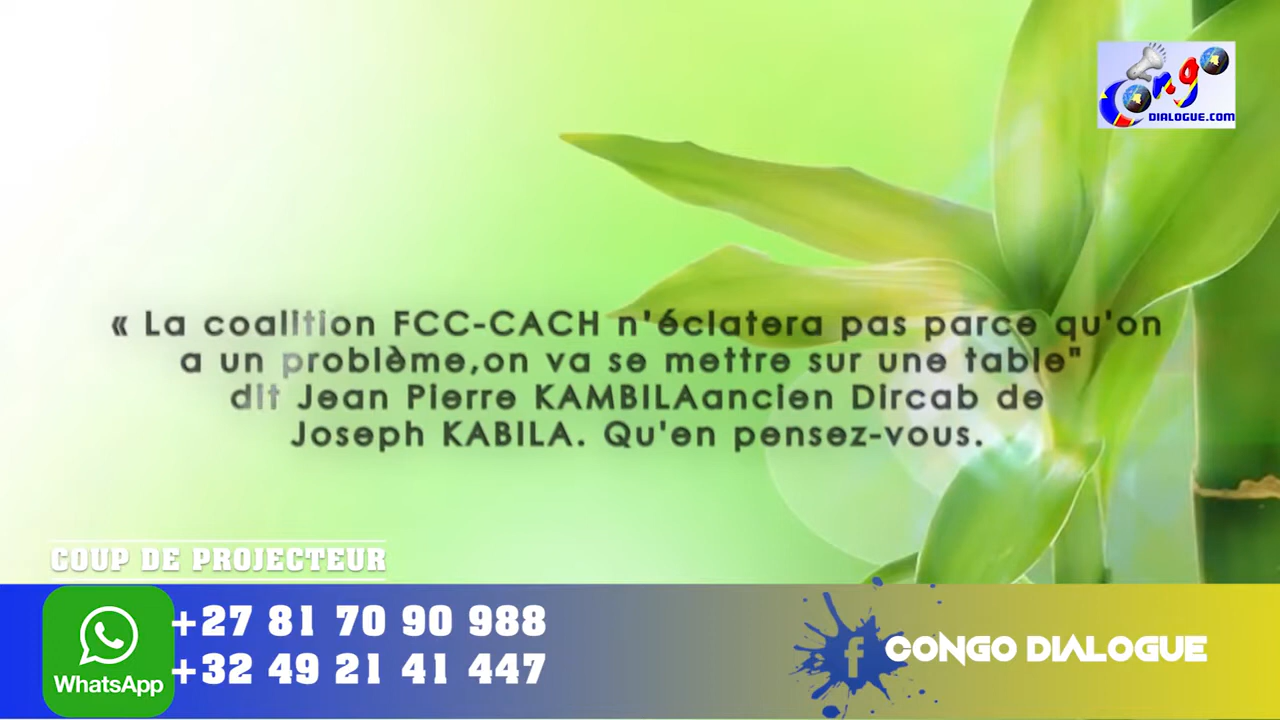 Congo
DIALOGUE.COM
« La coalition FCC-CACH n'éclatera pas parce qu'on
a un problème,on va se mettre sur une table"
dit Jean Pierre KAMBILAancien Dircab de
Joseph KABILA. Qu'en pensez-vous.
COUP DE PROJECTEUR
+27 81 70 90 988
+32 49 21 41 447
WhatsApp
f CONGO DIALOGUE